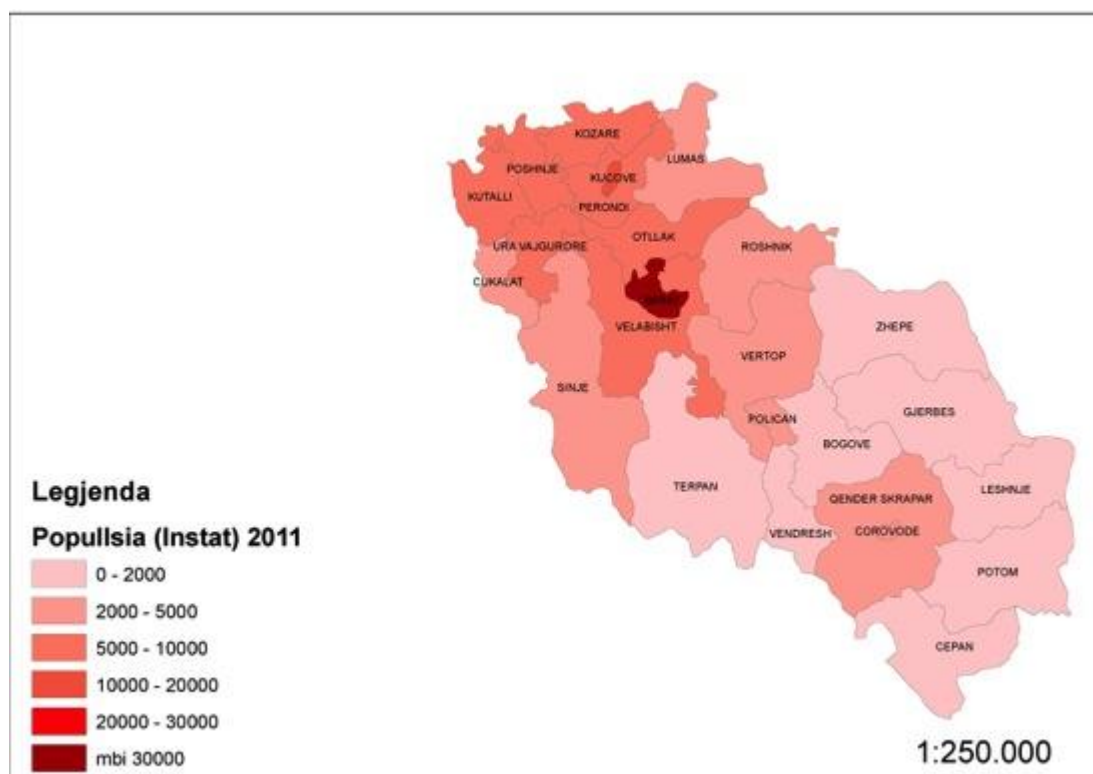 KOZARE
LUMAS
POSHNJE
KUCOVE
KUTALLI
PERONDI
OTLLAK
URA VAJGURORE
ROSHNIK
CUKALAT
VELABISHT
ZHEPE
VERTOP
SINJE
GJERBES
POLICAN
BOGOVE
TERPAN
LESHNJE
QENDER SKRAPAR
VENDRESH
COROVODE
POTOM
CEPAN
Legjenda
Popullsia (Instat) 2011
0 - 2000
2000 - 5000
5000 - 10000
10000 - 20000
20000 - 30000
mbi 30000
1:250.000